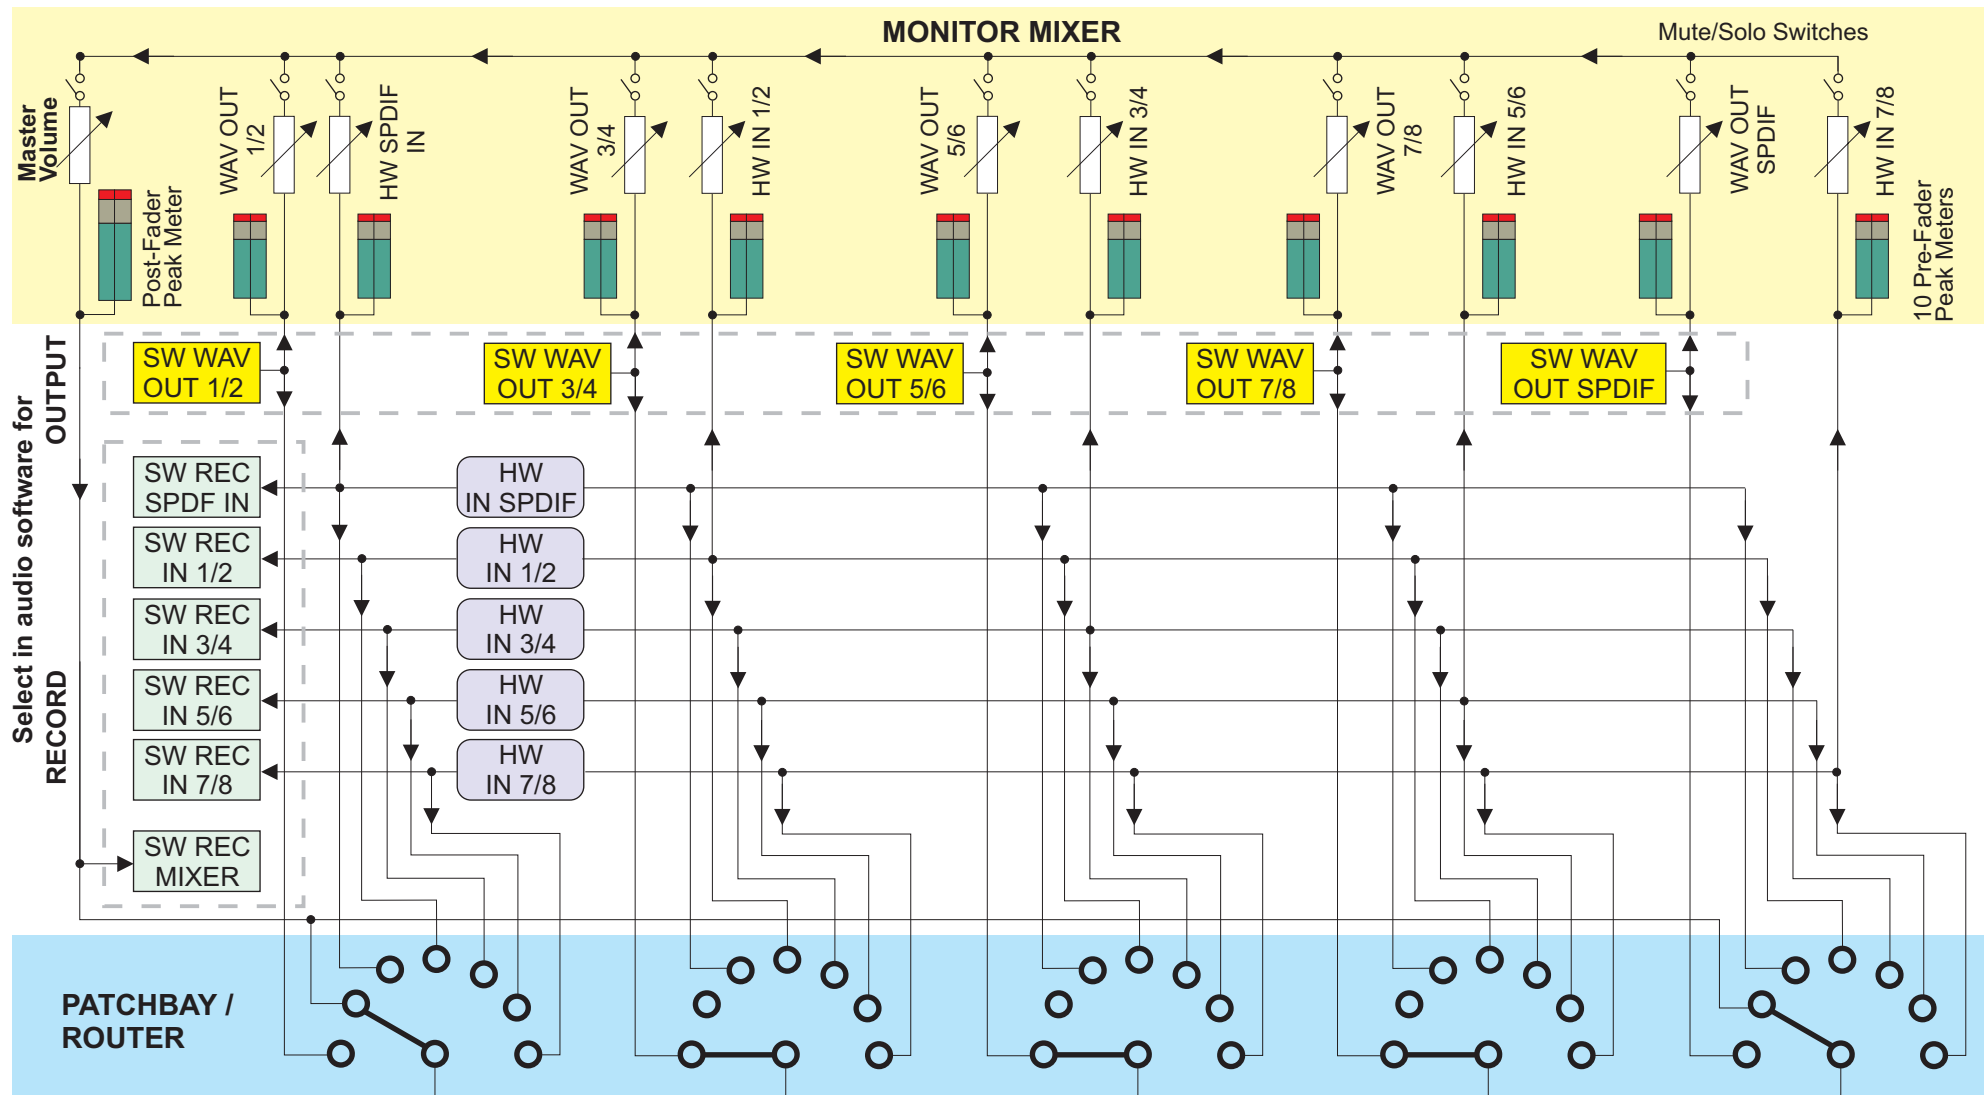 MONITOR MIXER
Mute/Solo Switches
Master
Volume
WAV OUT
1/2
HW SPDIF
IN
WAV OUT
3/4
HW IN 1/2
WAV OUT
5/6
HW IN 3/4
WAV OUT
7/8
HW IN 5/6
WAV OUT
SPDIF
HW IN 7/8
Post-Fader
Peak Meter
10 Pre-Fader
Peak Meters
Select in audio software for
OUTPUT
SW WAV
OUT 1/2
SW WAV
OUT 3/4
SW WAV
OUT 5/6
SW WAV
OUT 7/8
SW WAV
OUT SPDIF
RECORD
SW REC
SPDF IN
HW
IN SPDIF
SW REC
IN 1/2
HW
IN 1/2
SW REC
IN 3/4
HW
IN 3/4
SW REC
IN 5/6
HW
IN 5/6
SW REC
IN 7/8
HW
IN 7/8
SW REC
MIXER
PATCHBAY /
ROUTER